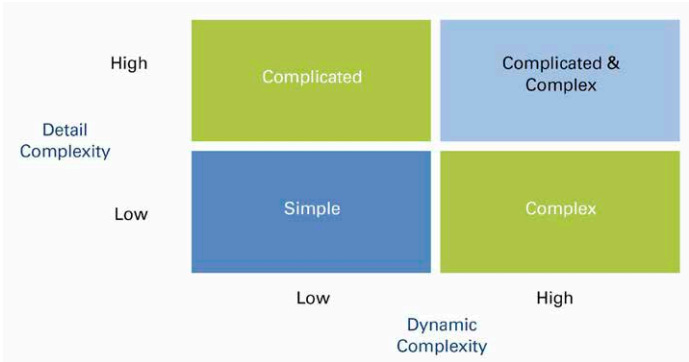 High
Complicated
Complicated &
Complex
Detail
Complexity
Low
Simple
Complex
Low
High
Dynamic
Complexity